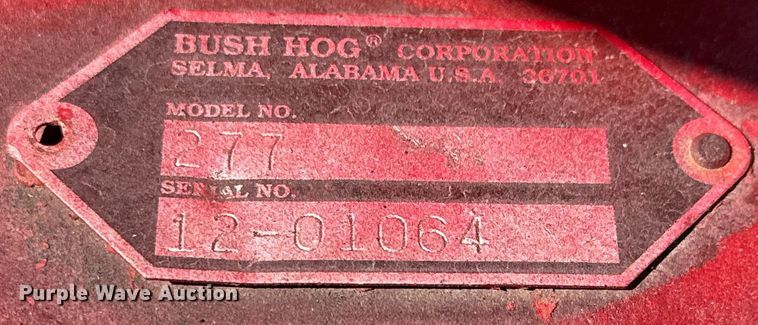 BUSH HOG® CORPORATION
SELMA, ALABAMA U.S.A. 36701
MODEL NO.
277
SERIAL NO.
12-01064
Purple Wave Auction